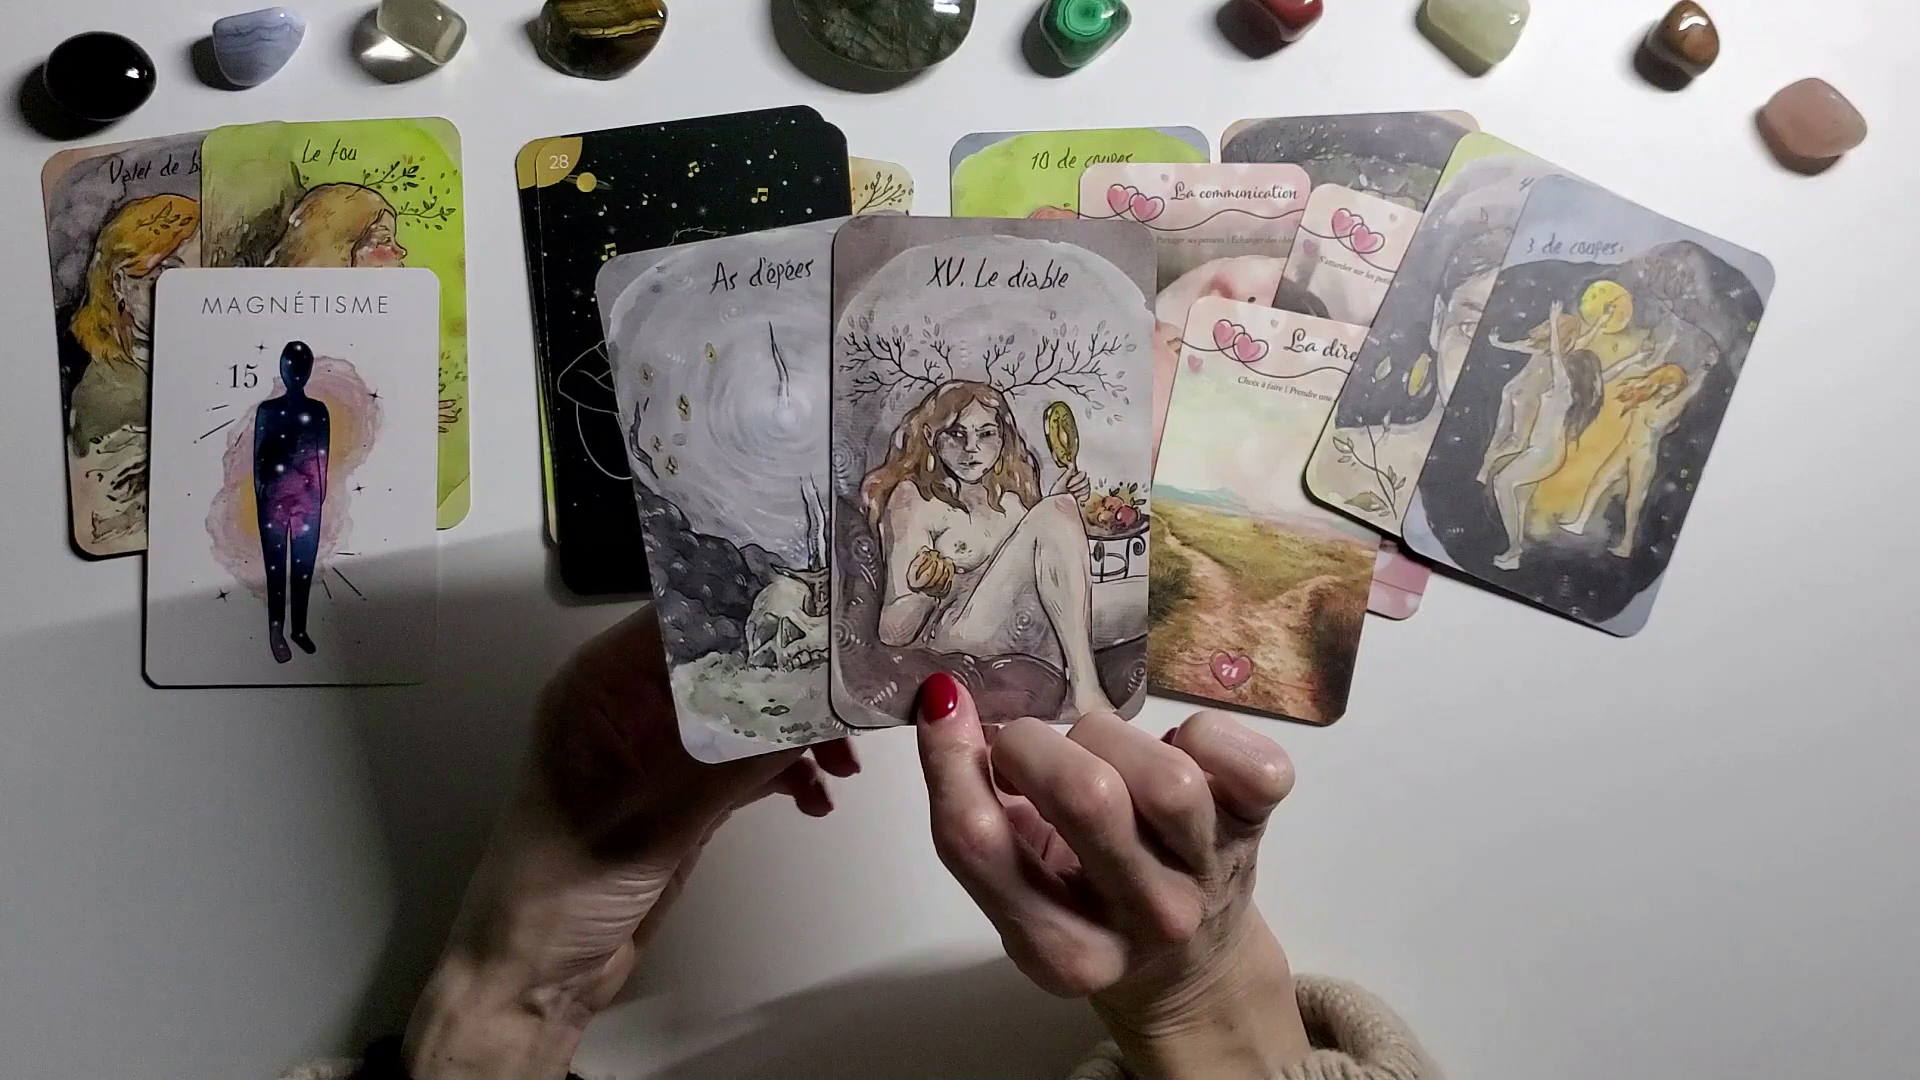 Valet de
Le fou
MAGNÉTISME
15
28
As d'épées
XV. Le diable
10 de coupes
La communication
Partager ses pensées | Échanger des
S'attarder sur les
La dire
Choix à faire | Prendre une
71
3 de coupes